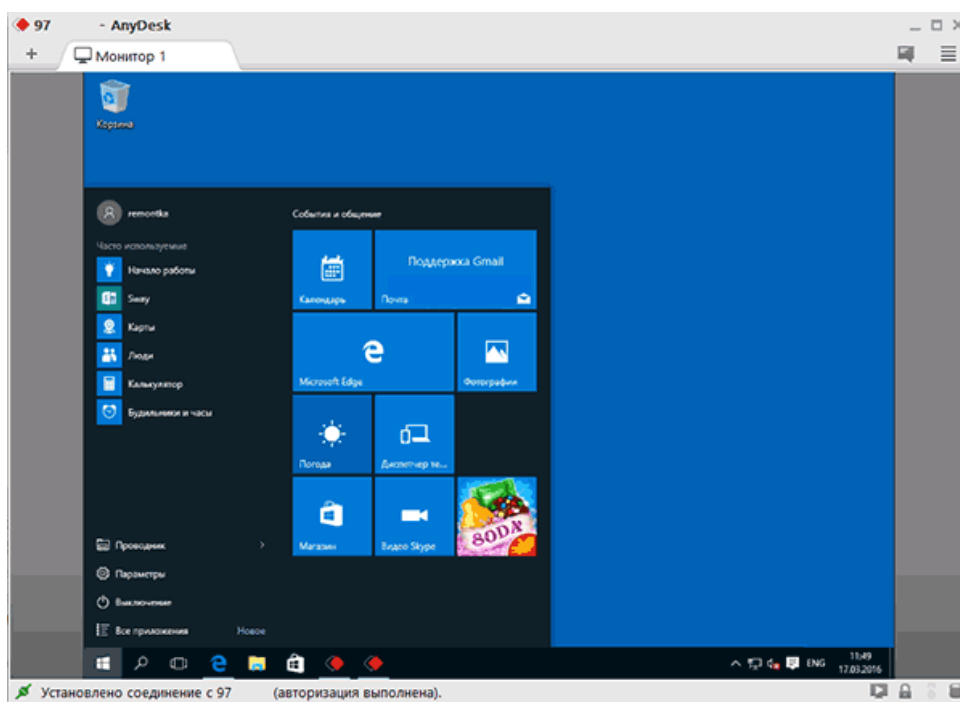 97 - AnyDesk
Монитор 1
Корзина
remontka
События и общение
Часто используемые
Начало работы
Sway
Карты
Люди
Калькулятор
Будильники и часы
Поддержка Gmail
Календарь
Почта
Microsoft Edge
Фотографии
Погода
Диспетчер те...
Магазин
Видео Skype
SODA
Проводник
Параметры
Выключение
Все приложения
Новое
ENG
11:49
17.03.2016
Установлено соединение с 97 (авторизация выполнена).